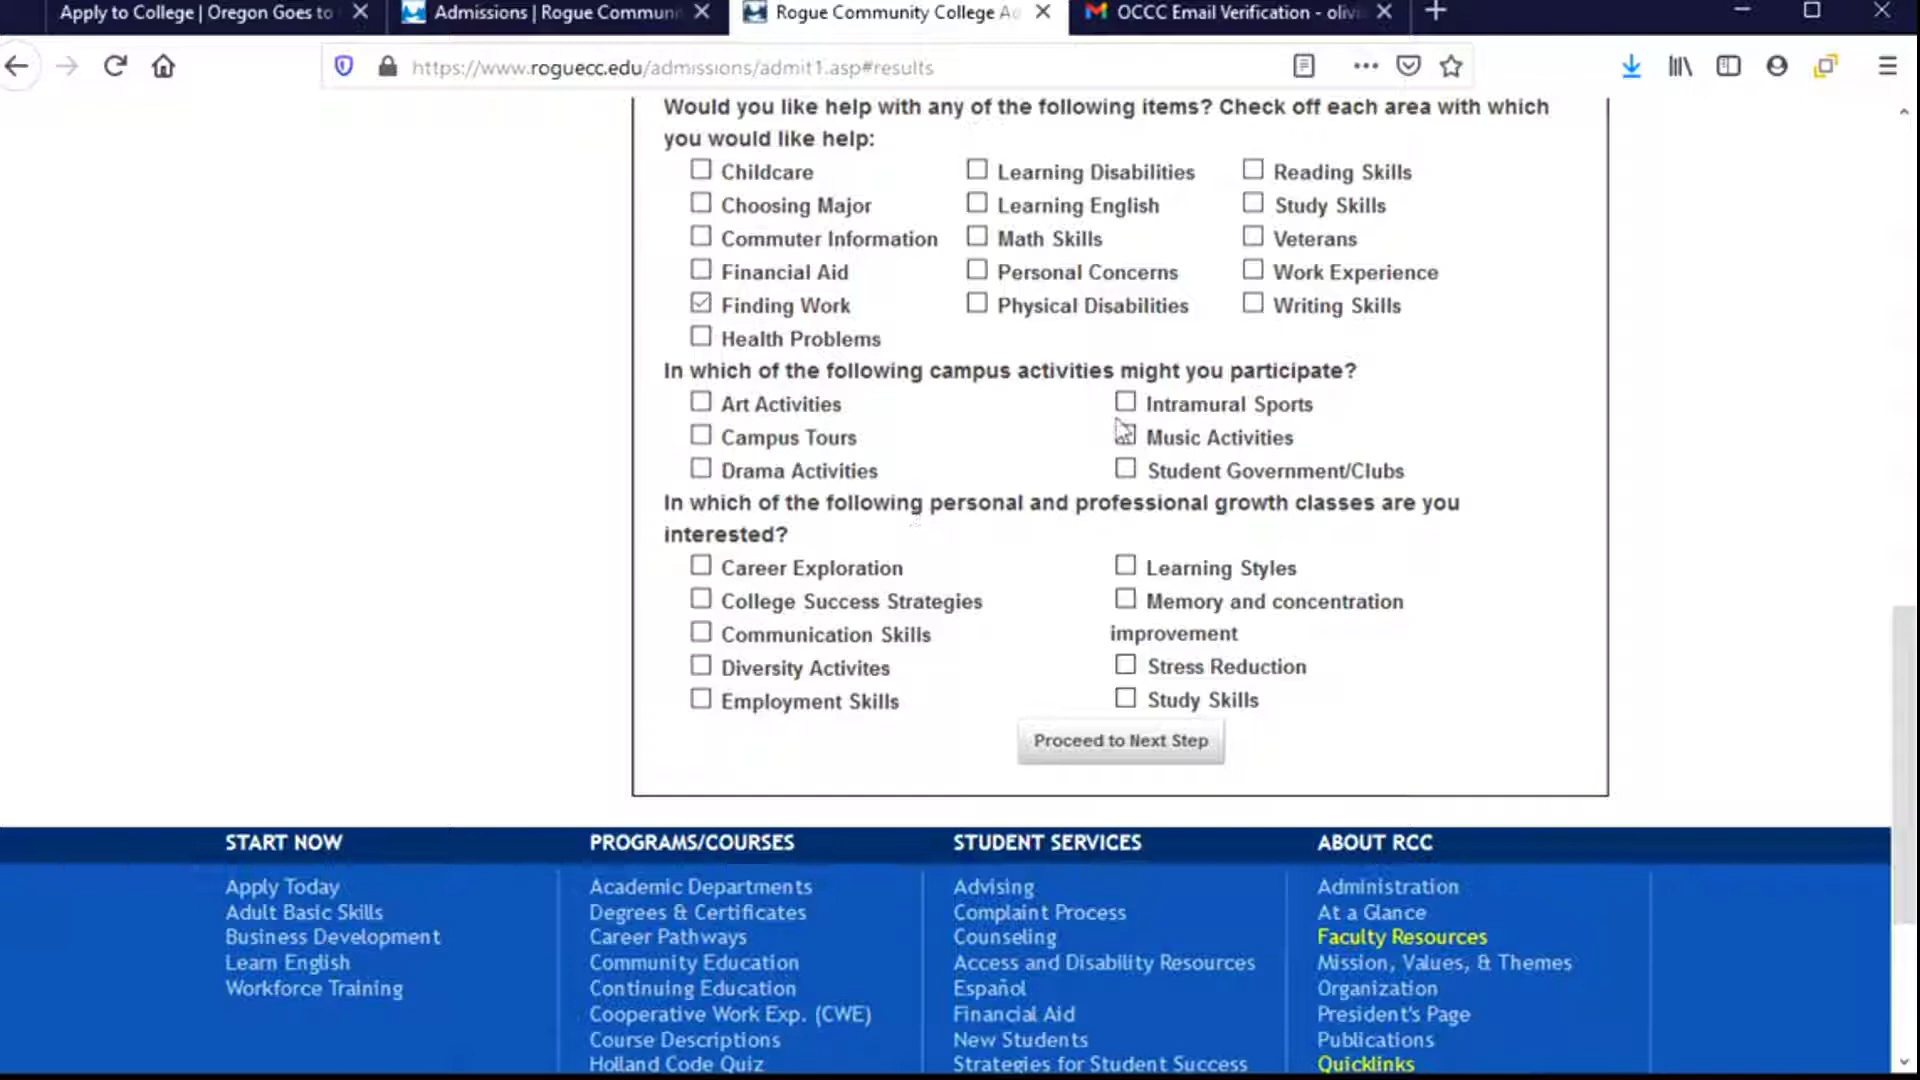 Apply to College | Oregon Goes to
Admissions | Rogue Commun
Rogue Community College Ad
OCCC Email Verification - olivi
https://www.roguecc.edu/admissions/admit1.asp#results
Would you like help with any of the following items? Check off each area with which
you would like help:
Childcare Learning Disabilities Reading Skills
Choosing Major Learning English Study Skills
Commuter Information Math Skills Veterans
Financial Aid Personal Concerns Work Experience
Finding Work Physical Disabilities Writing Skills
Health Problems
In which of the following campus activities might you participate?
Art Activities Intramural Sports
Campus Tours Music Activities
Drama Activities Student Government/Clubs
In which of the following personal and professional growth classes are you
interested?
Career Exploration Learning Styles
College Success Strategies Memory and concentration
Communication Skills improvement
Diversity Activites Stress Reduction
Employment Skills Study Skills
Proceed to Next Step
START NOW PROGRAMS/COURSES STUDENT SERVICES ABOUT RCC
Apply Today Academic Departments Advising Administration
Adult Basic Skills Degrees & Certificates Complaint Process At a Glance
Business Development Career Pathways Counseling Faculty Resources
Learn English Community Education Access and Disability Resources Mission, Values, & Themes
Workforce Training Continuing Education Español Organization
Cooperative Work Exp. (CWE) Financial Aid President's Page
Course Descriptions New Students Publications
Holland Code Quiz Strategies for Student Success Quicklinks